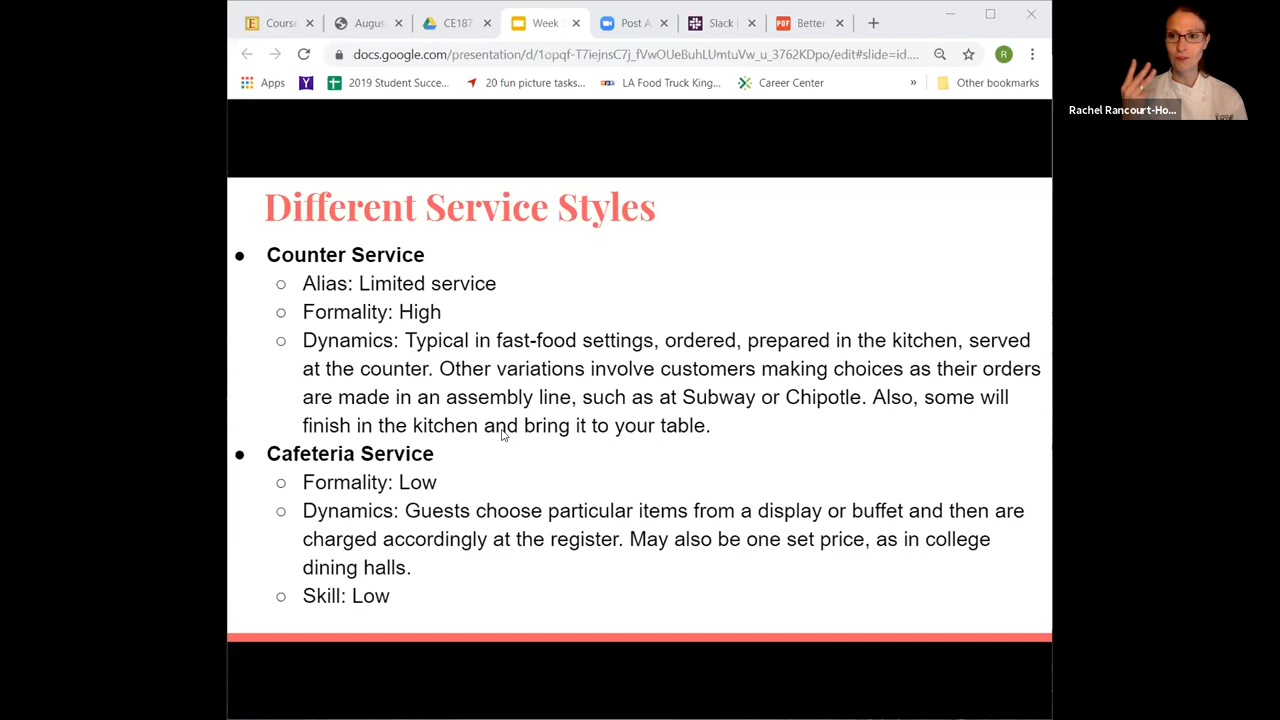 Course
Augus
CE187
Week
Post A
Slack
Better
docs.google.com/presentation/d/1opqf-T7iejnsC7j_fVwOUeBuhLUmtuVw_u_3762KDpo/edit#slide=id....
R
Apps
2019 Student Succe...
20 fun picture tasks...
LA Food Truck King...
Career Center
»
Other bookmarks
Rachel Rancourt-Ho...
Different Service Styles
● Counter Service
○ Alias: Limited service
○ Formality: High
○ Dynamics: Typical in fast-food settings, ordered, prepared in the kitchen, served
at the counter. Other variations involve customers making choices as their orders
are made in an assembly line, such as at Subway or Chipotle. Also, some will
finish in the kitchen and bring it to your table.
● Cafeteria Service
○ Formality: Low
○ Dynamics: Guests choose particular items from a display or buffet and then are
charged accordingly at the register. May also be one set price, as in college
dining halls.
○ Skill: Low